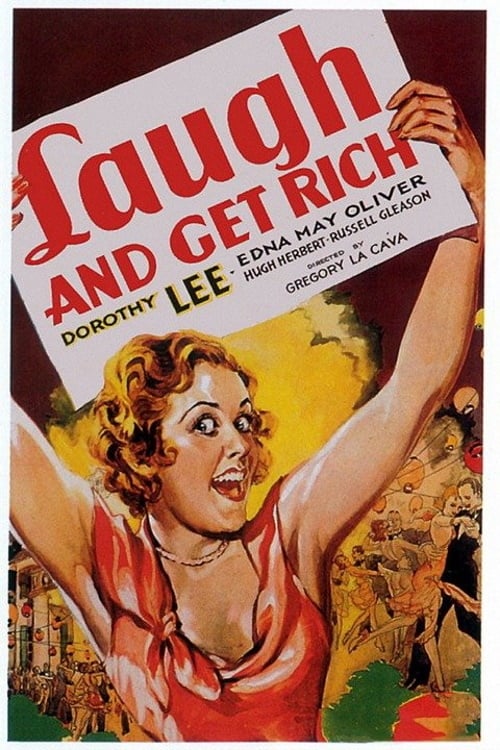 Laugh
AND GET RICH
DOROTHY LEE - EDNA MAY OLIVER
HUGH HERBERT · RUSSELL GLEASON
DIRECTED BY
GREGORY LA CAVA